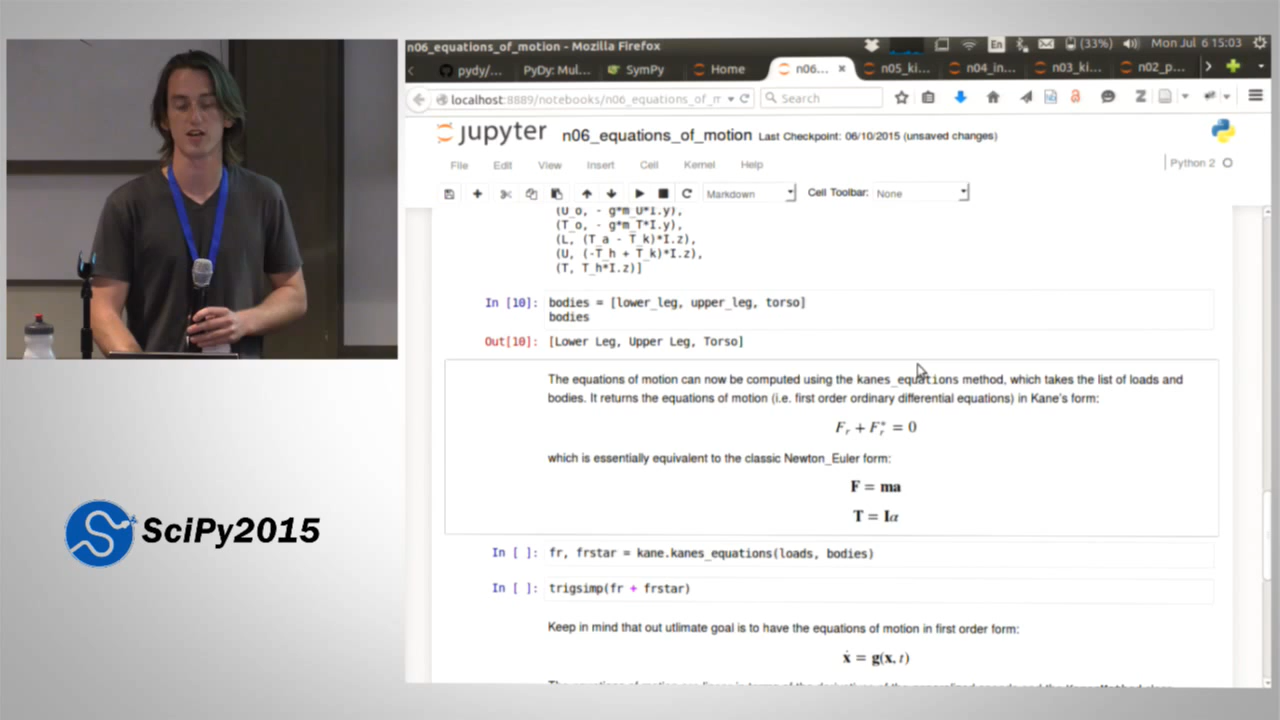 n06_equations_of_motion - Mozilla Firefox
En
(33%)
Mon Jul 6 15:03
pydy/...
PyDy: Mul...
SymPy
Home
n06...
n05_ki...
n04_in...
n03_ki...
n02_p...
localhost:8889/notebooks/n06_equations_of_m
Search
Z
jupyter n06_equations_of_motion Last Checkpoint: 06/10/2015 (unsaved changes)
File Edit View Insert Cell Kernel Help
Python 2
Markdown
Cell Toolbar: None
(U_o, - g*m_U*I.y),
(T_o, - g*m_T*I.y),
(L, (T_a - T_k)*I.z),
(U, (-T_h + T_k)*I.z),
(T, T_h*I.z)]
In [10]: bodies = [lower_leg, upper_leg, torso]
bodies
Out[10]: [Lower Leg, Upper Leg, Torso]
The equations of motion can now be computed using the kanes_equations method, which takes the list of loads and
bodies. It returns the equations of motion (i.e. first order ordinary differential equations) in Kane's form:
F_r + F_r^* = 0
which is essentially equivalent to the classic Newton_Euler form:
F = ma
T = Iα
In [ ]: fr, frstar = kane.kanes_equations(loads, bodies)
In [ ]: trigsimp(fr + frstar)
Keep in mind that out utlimate goal is to have the equations of motion in first order form:
ẋ = g(x, t)
SciPy2015